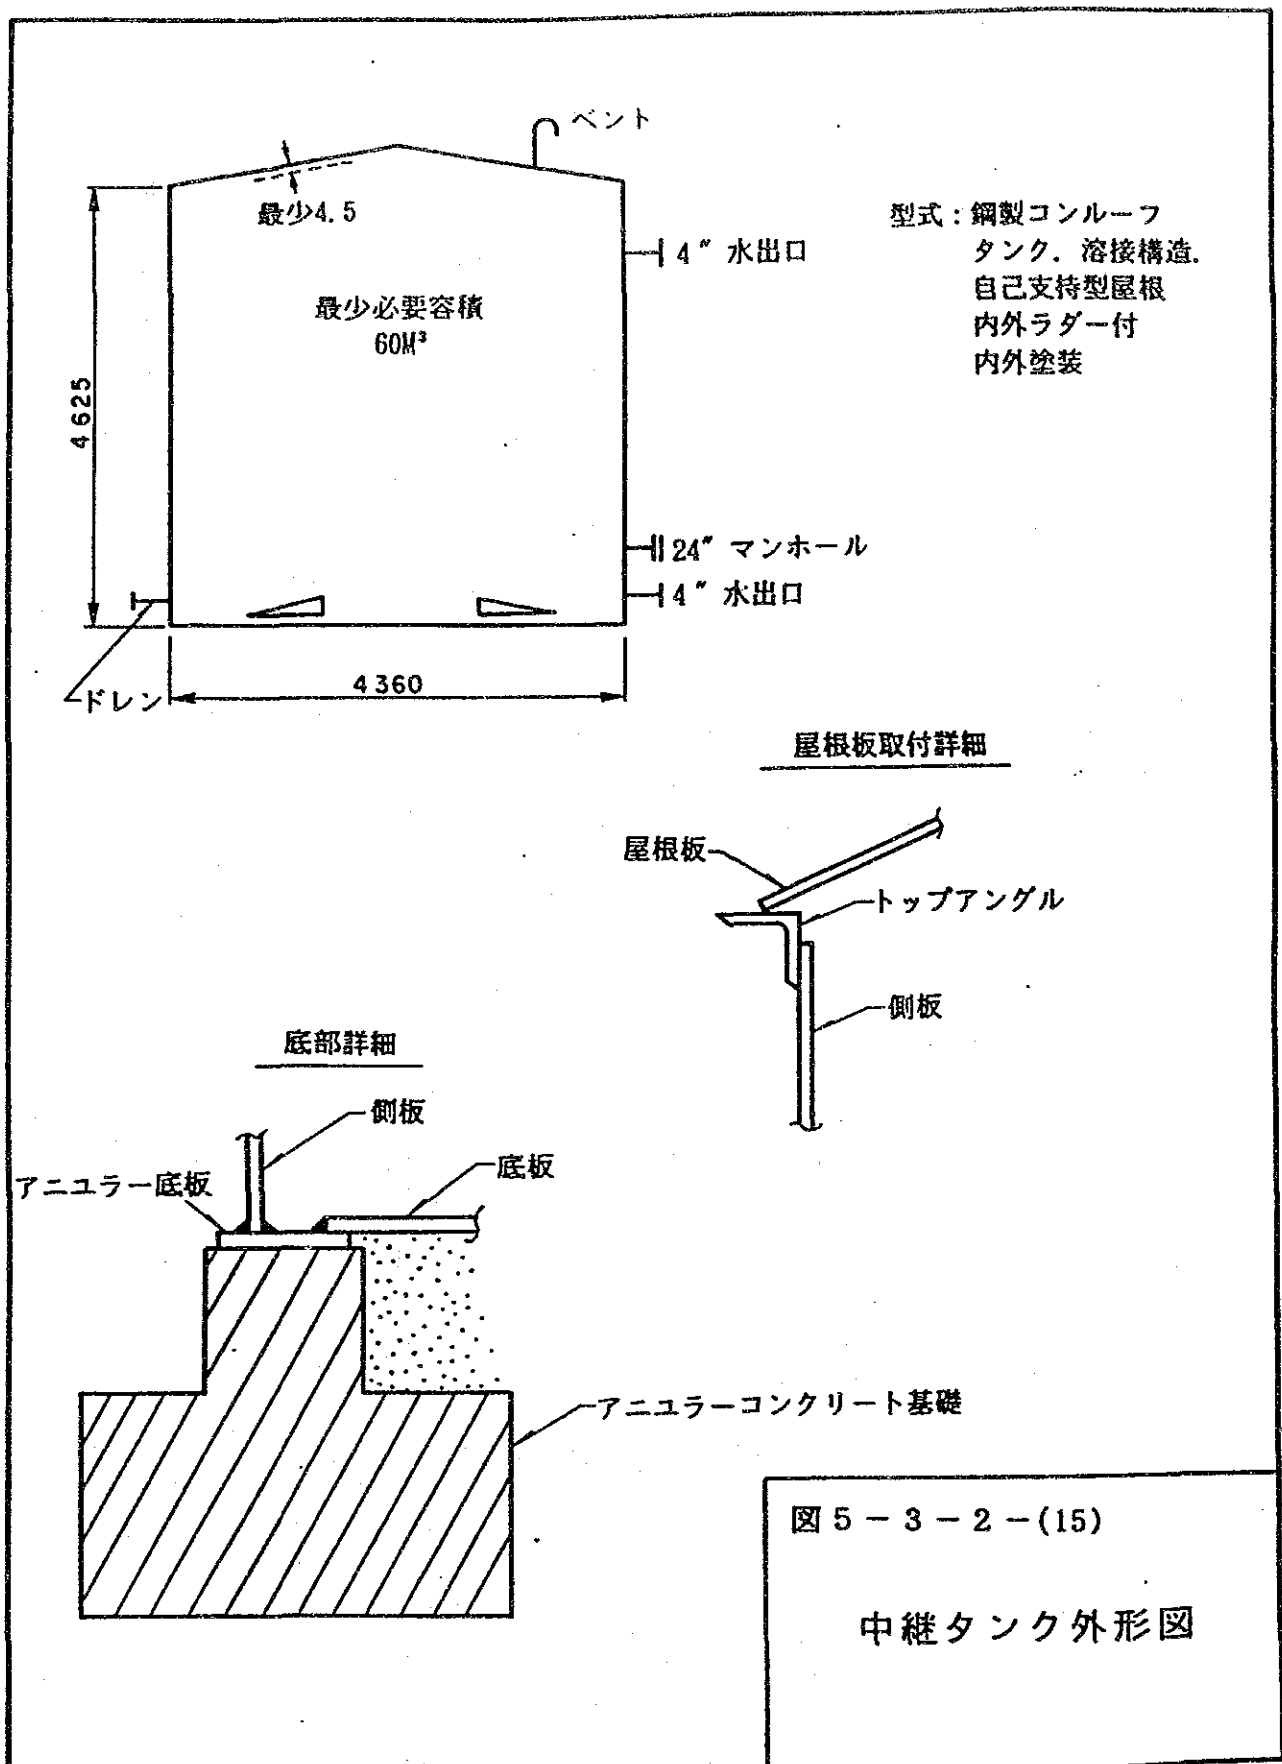 ベント
最少4.5
4″ 水出口
型式：鋼製コンルーフ
タンク. 溶接構造.
自己支持型屋根
内外ラダー付
内外塗装
最少必要容積
60M³
4625
24″ マンホール
4″ 水出口
ドレン
4360
屋根板取付詳細
屋根板
トップアングル
側板
底部詳細
側板
底板
アニュラー底板
アニュラーコンクリート基礎
図5－3－2－(15)
中継タンク外形図